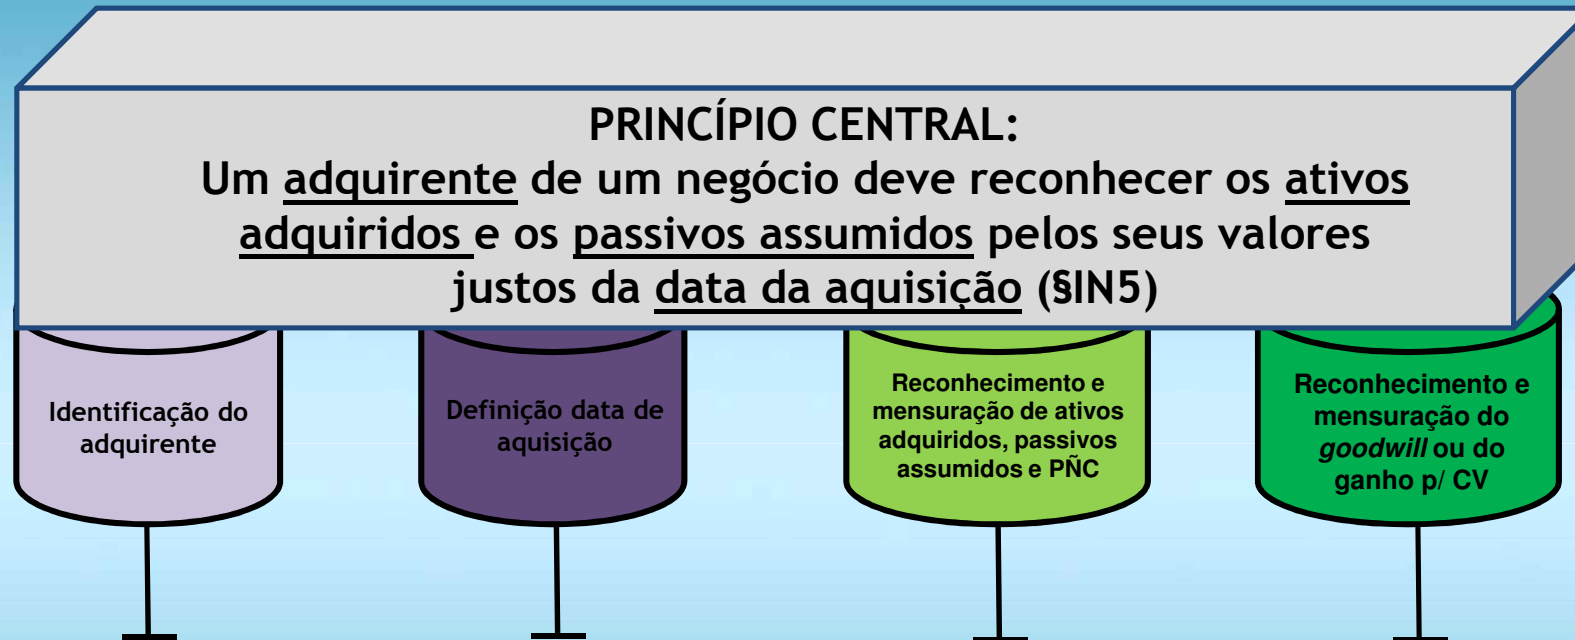 PRINCÍPIO CENTRAL:
Um adquirente de um negócio deve reconhecer os ativos
adquiridos e os passivos assumidos pelos seus valores
justos da data da aquisição (§IN5)
Identificação do
adquirente
Definição data de
aquisição
Reconhecimento e
mensuração de ativos
adquiridos, passivos
assumidos e PÑC
Reconhecimento e
mensuração do
goodwill ou do
ganho p/ CV